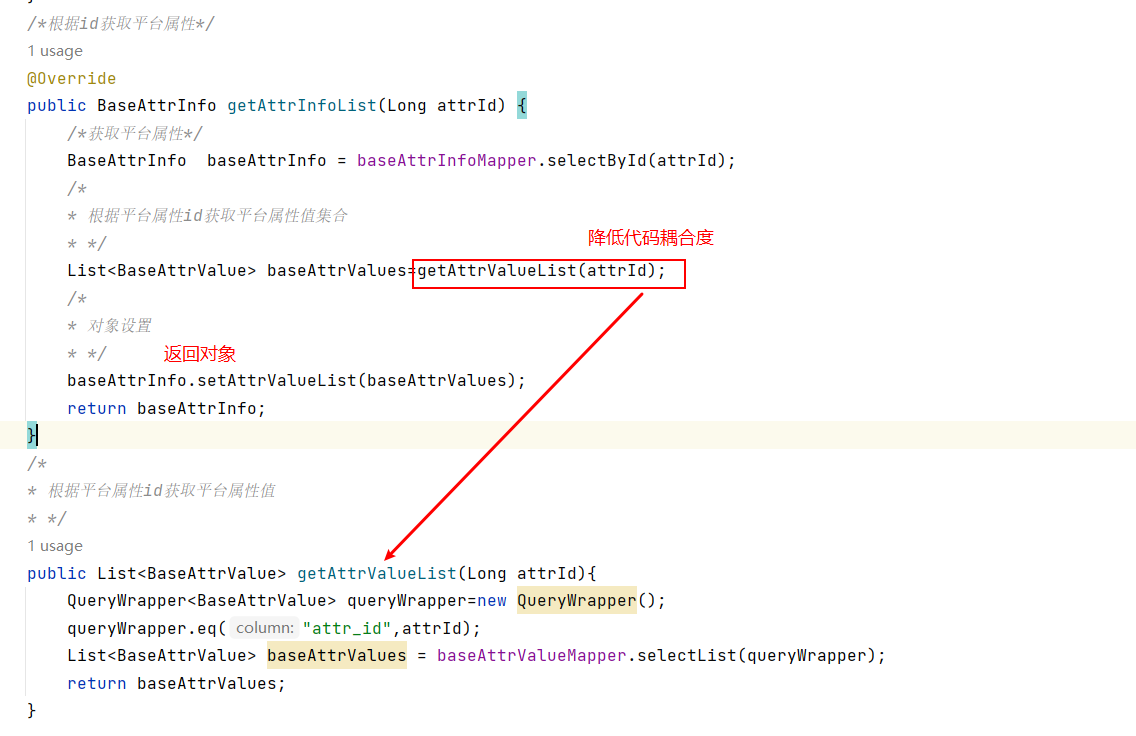 /*根据id获取平台属性*/
1 usage
@Override
public BaseAttrInfo getAttrInfoList(Long attrId) {
/*获取平台属性*/
BaseAttrInfo  baseAttrInfo = baseAttrInfoMapper.selectById(attrId);
/*
* 根据平台属性id获取平台属性值集合
* */
降低代码耦合度
List<BaseAttrValue> baseAttrValues=getAttrValueList(attrId);
/*
* 对象设置
* */
返回对象
baseAttrInfo.setAttrValueList(baseAttrValues);
return baseAttrInfo;
}
/*
* 根据平台属性id获取平台属性值
* */
1 usage
public List<BaseAttrValue> getAttrValueList(Long attrId){
QueryWrapper<BaseAttrValue> queryWrapper=new QueryWrapper();
queryWrapper.eq( column: "attr_id",attrId);
List<BaseAttrValue> baseAttrValues = baseAttrValueMapper.selectList(queryWrapper);
return baseAttrValues;
}